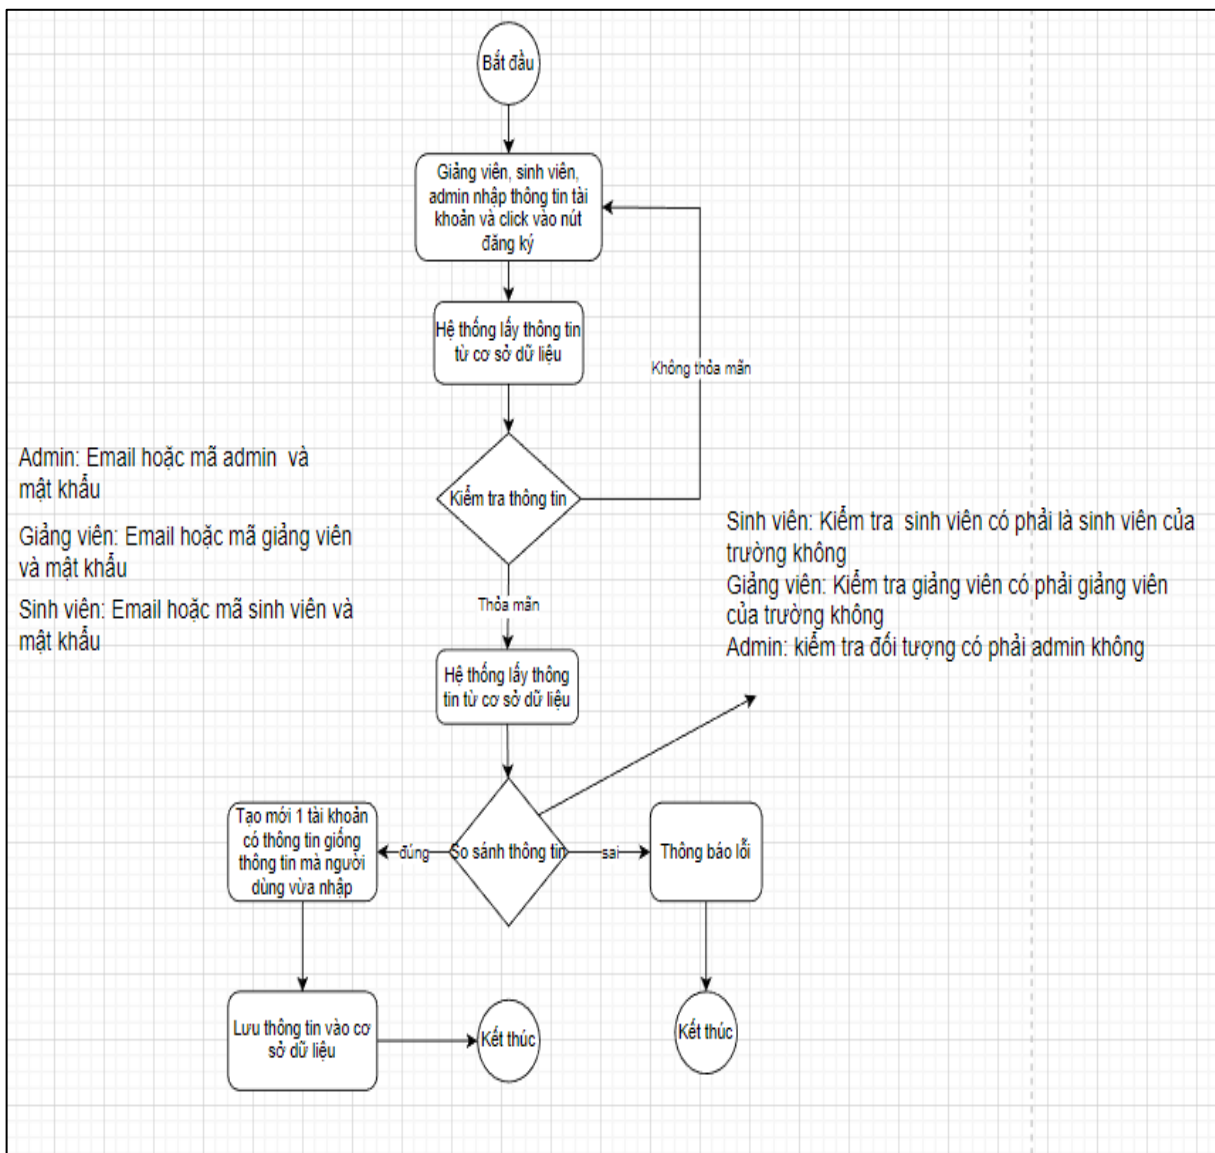 Bắt đầu
Giảng viên, sinh viên,
admin nhập thông tin tài
khoản và click vào nút
đăng ký
Hệ thống lấy thông tin
từ cơ sở dữ liệu
Không thỏa mãn
Kiểm tra thông tin
Admin: Email hoặc mã admin và
mật khẩu
Giảng viên: Email hoặc mã giảng viên
và mật khẩu
Sinh viên: Email hoặc mã sinh viên và
mật khẩu
Sinh viên: Kiểm tra sinh viên có phải là sinh viên của
trường không
Giảng viên: Kiểm tra giảng viên có phải giảng viên
của trường không
Admin: kiểm tra đối tượng có phải admin không
Thỏa mãn
Hệ thống lấy thông
tin từ cơ sở dữ liệu
Tạo mới 1 tài khoản
có thông tin giống
thông tin mà người
dùng vừa nhập
đúng
So sánh thông tin
sai
Thông báo lỗi
Lưu thông tin vào cơ
sở dữ liệu
Kết thúc
Kết thúc